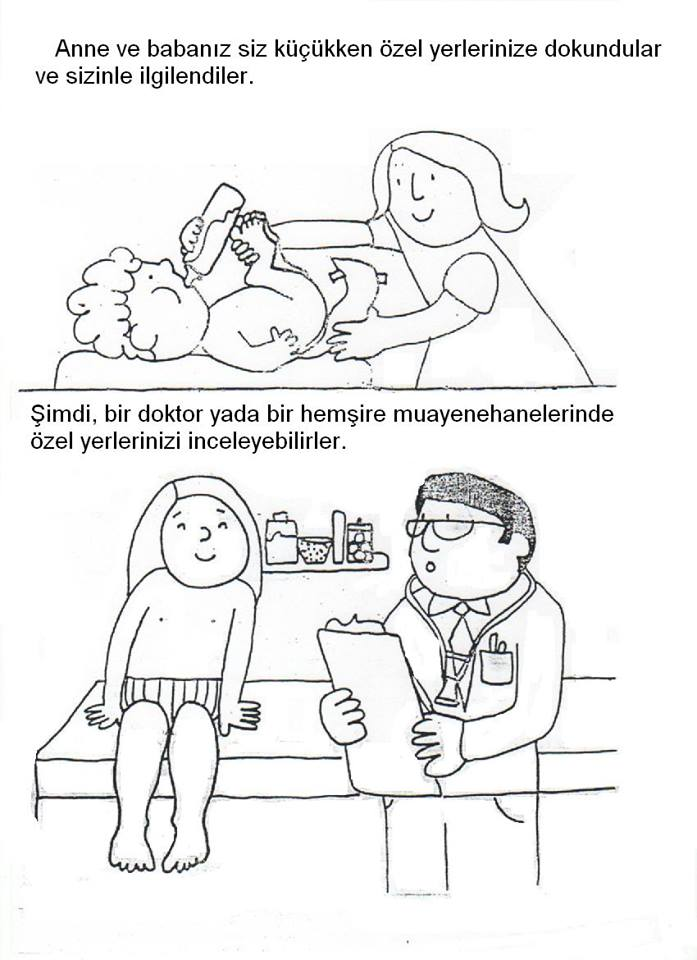 Anne ve babanız siz küçükken özel yerlerinize dokundular
ve sizinle ilgilendiler.
Şimdi, bir doktor yada bir hemşire muayenehanelerinde
özel yerlerinizi inceleyebilirler.